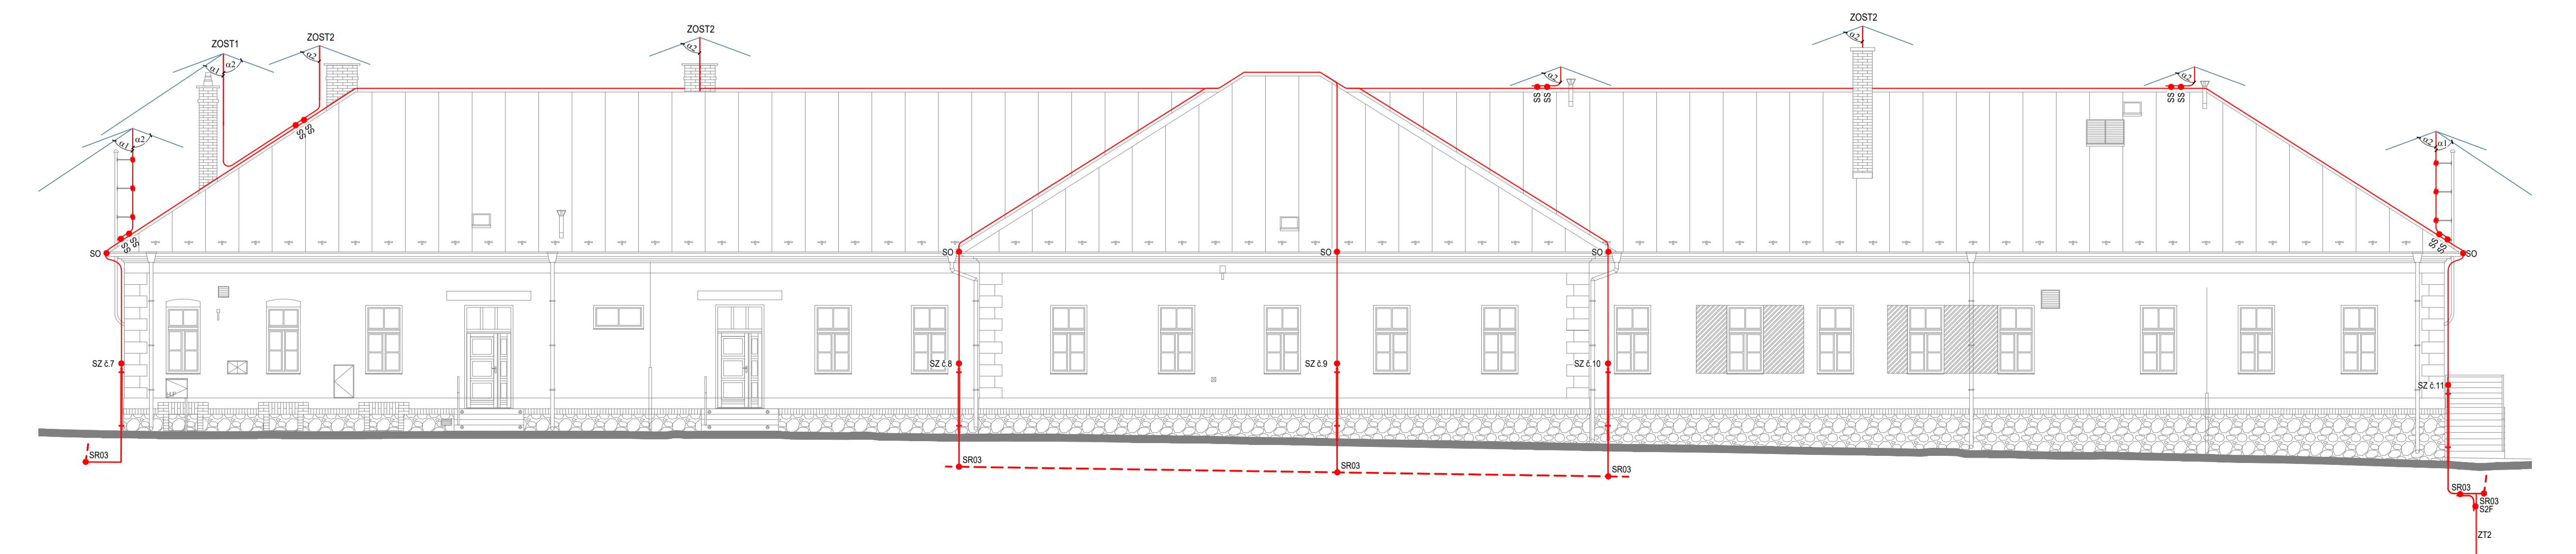 ZOST2
ZOST2
ZOST2
ZOST1
α2
α2
α2
α1
α2
α2
α2
SS
SS
SS
SS
SS
SS
α1
α2
α2
α1
SS
SS
SS
SS
SO
SO
SO
SO
SO
SZ č.7
SZ č.8
SZ č.9
SZ č.10
SZ č.11
HUP
SR03
SR03
SR03
SR03
SR03
SR03
S2F
ZT2